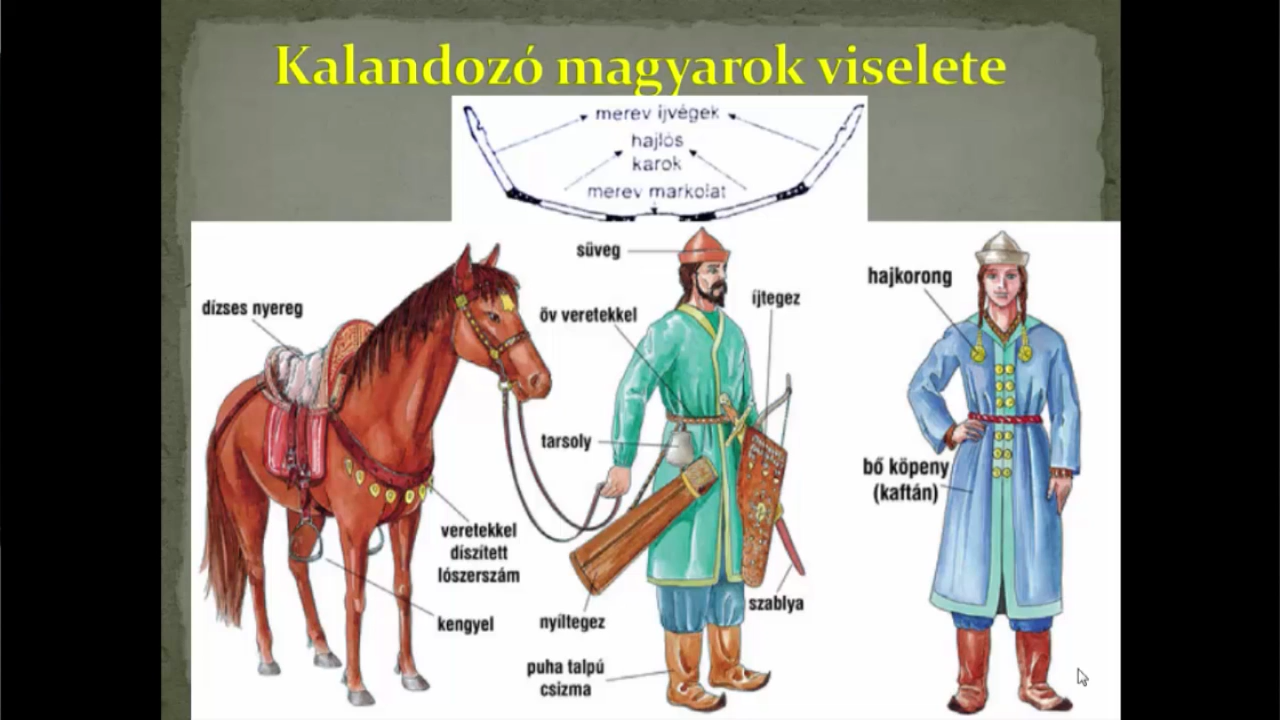 Kalandozó magyarok viselete
merev íjvégek
hajlós
karok
merev markolat
süveg
hajkorong
dízses nyereg
íjtegez
öv veretekkel
tarsoly
bő köpeny
(kaftán)
veretekkel
díszített
lószerszám
kengyel
nyíltegez
szablya
puha talpú
csizma